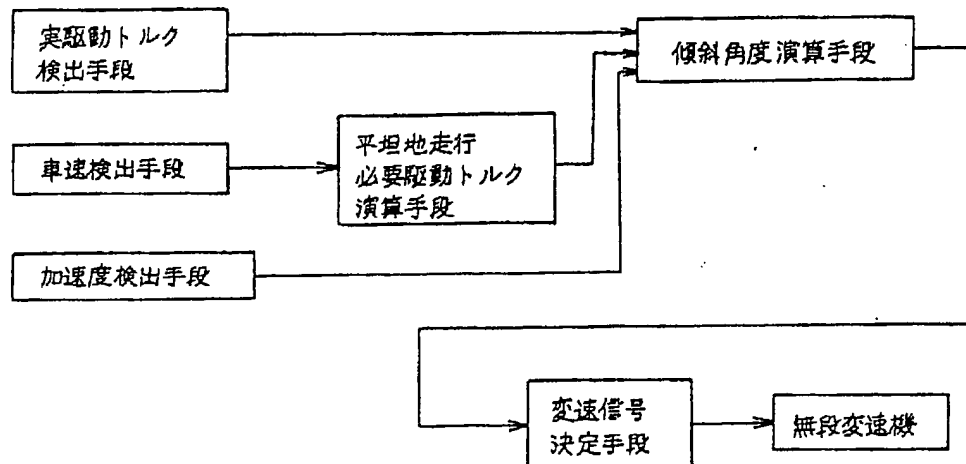 実駆動トルク
検出手段
傾斜角度演算手段
車速検出手段
平坦地走行
必要駆動トルク
演算手段
加速度検出手段
変速信号
決定手段
無段変速機